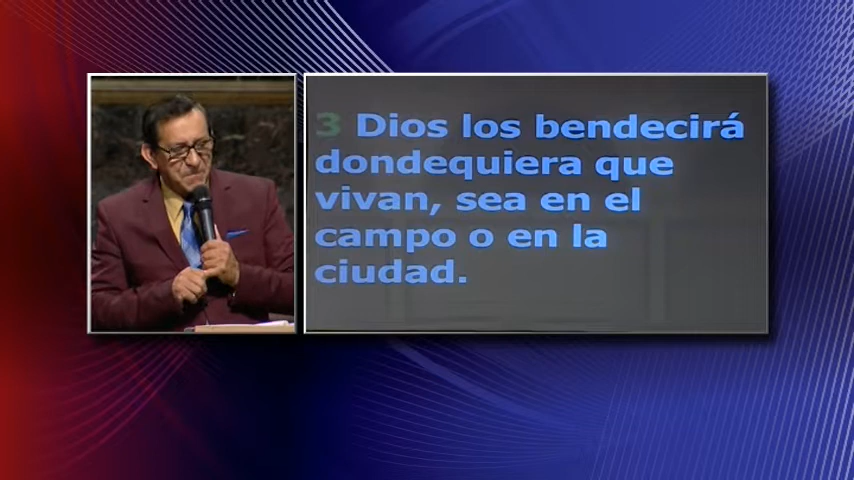 3 Dios los bendecirá
dondequiera que
vivan, sea en el
campo o en la
ciudad.